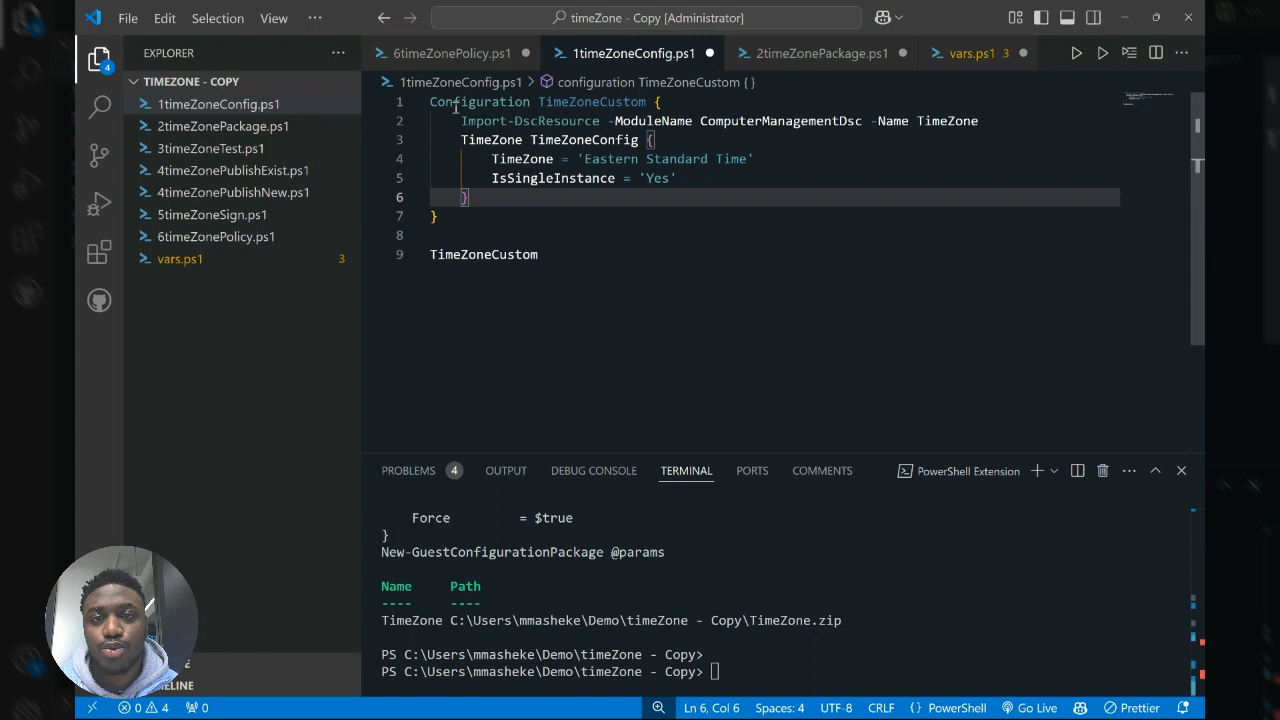 File Edit Selection View ··· timeZone - Copy [Administrator]
EXPLORER
TIMEZONE - COPY
1timeZoneConfig.ps1
2timeZonePackage.ps1
3timeZoneTest.ps1
4timeZonePublishExist.ps1
4timeZonePublishNew.ps1
5timeZoneSign.ps1
6timeZonePolicy.ps1
vars.ps1 3
4
6timeZonePolicy.ps1 1timeZoneConfig.ps1 2timeZonePackage.ps1 vars.ps1 3
1timeZoneConfig.ps1 > configuration TimeZoneCustom { }
1 Configuration TimeZoneCustom {
2 Import-DscResource -ModuleName ComputerManagementDsc -Name TimeZone
3 TimeZone TimeZoneConfig {
4 TimeZone = 'Eastern Standard Time'
5 IsSingleInstance = 'Yes'
6 }
7 }
8
9 TimeZoneCustom
PROBLEMS 4 OUTPUT DEBUG CONSOLE TERMINAL PORTS COMMENTS PowerShell Extension
Force = $true
}
New-GuestConfigurationPackage @params
Name Path
---- ----
TimeZone C:\Users\mmasheke\Demo\timeZone - Copy\TimeZone.zip
PS C:\Users\mmasheke\Demo\timeZone - Copy>
PS C:\Users\mmasheke\Demo\timeZone - Copy>
0 4 0 Ln 6, Col 6 Spaces: 4 UTF-8 CRLF { } PowerShell Go Live Prettier